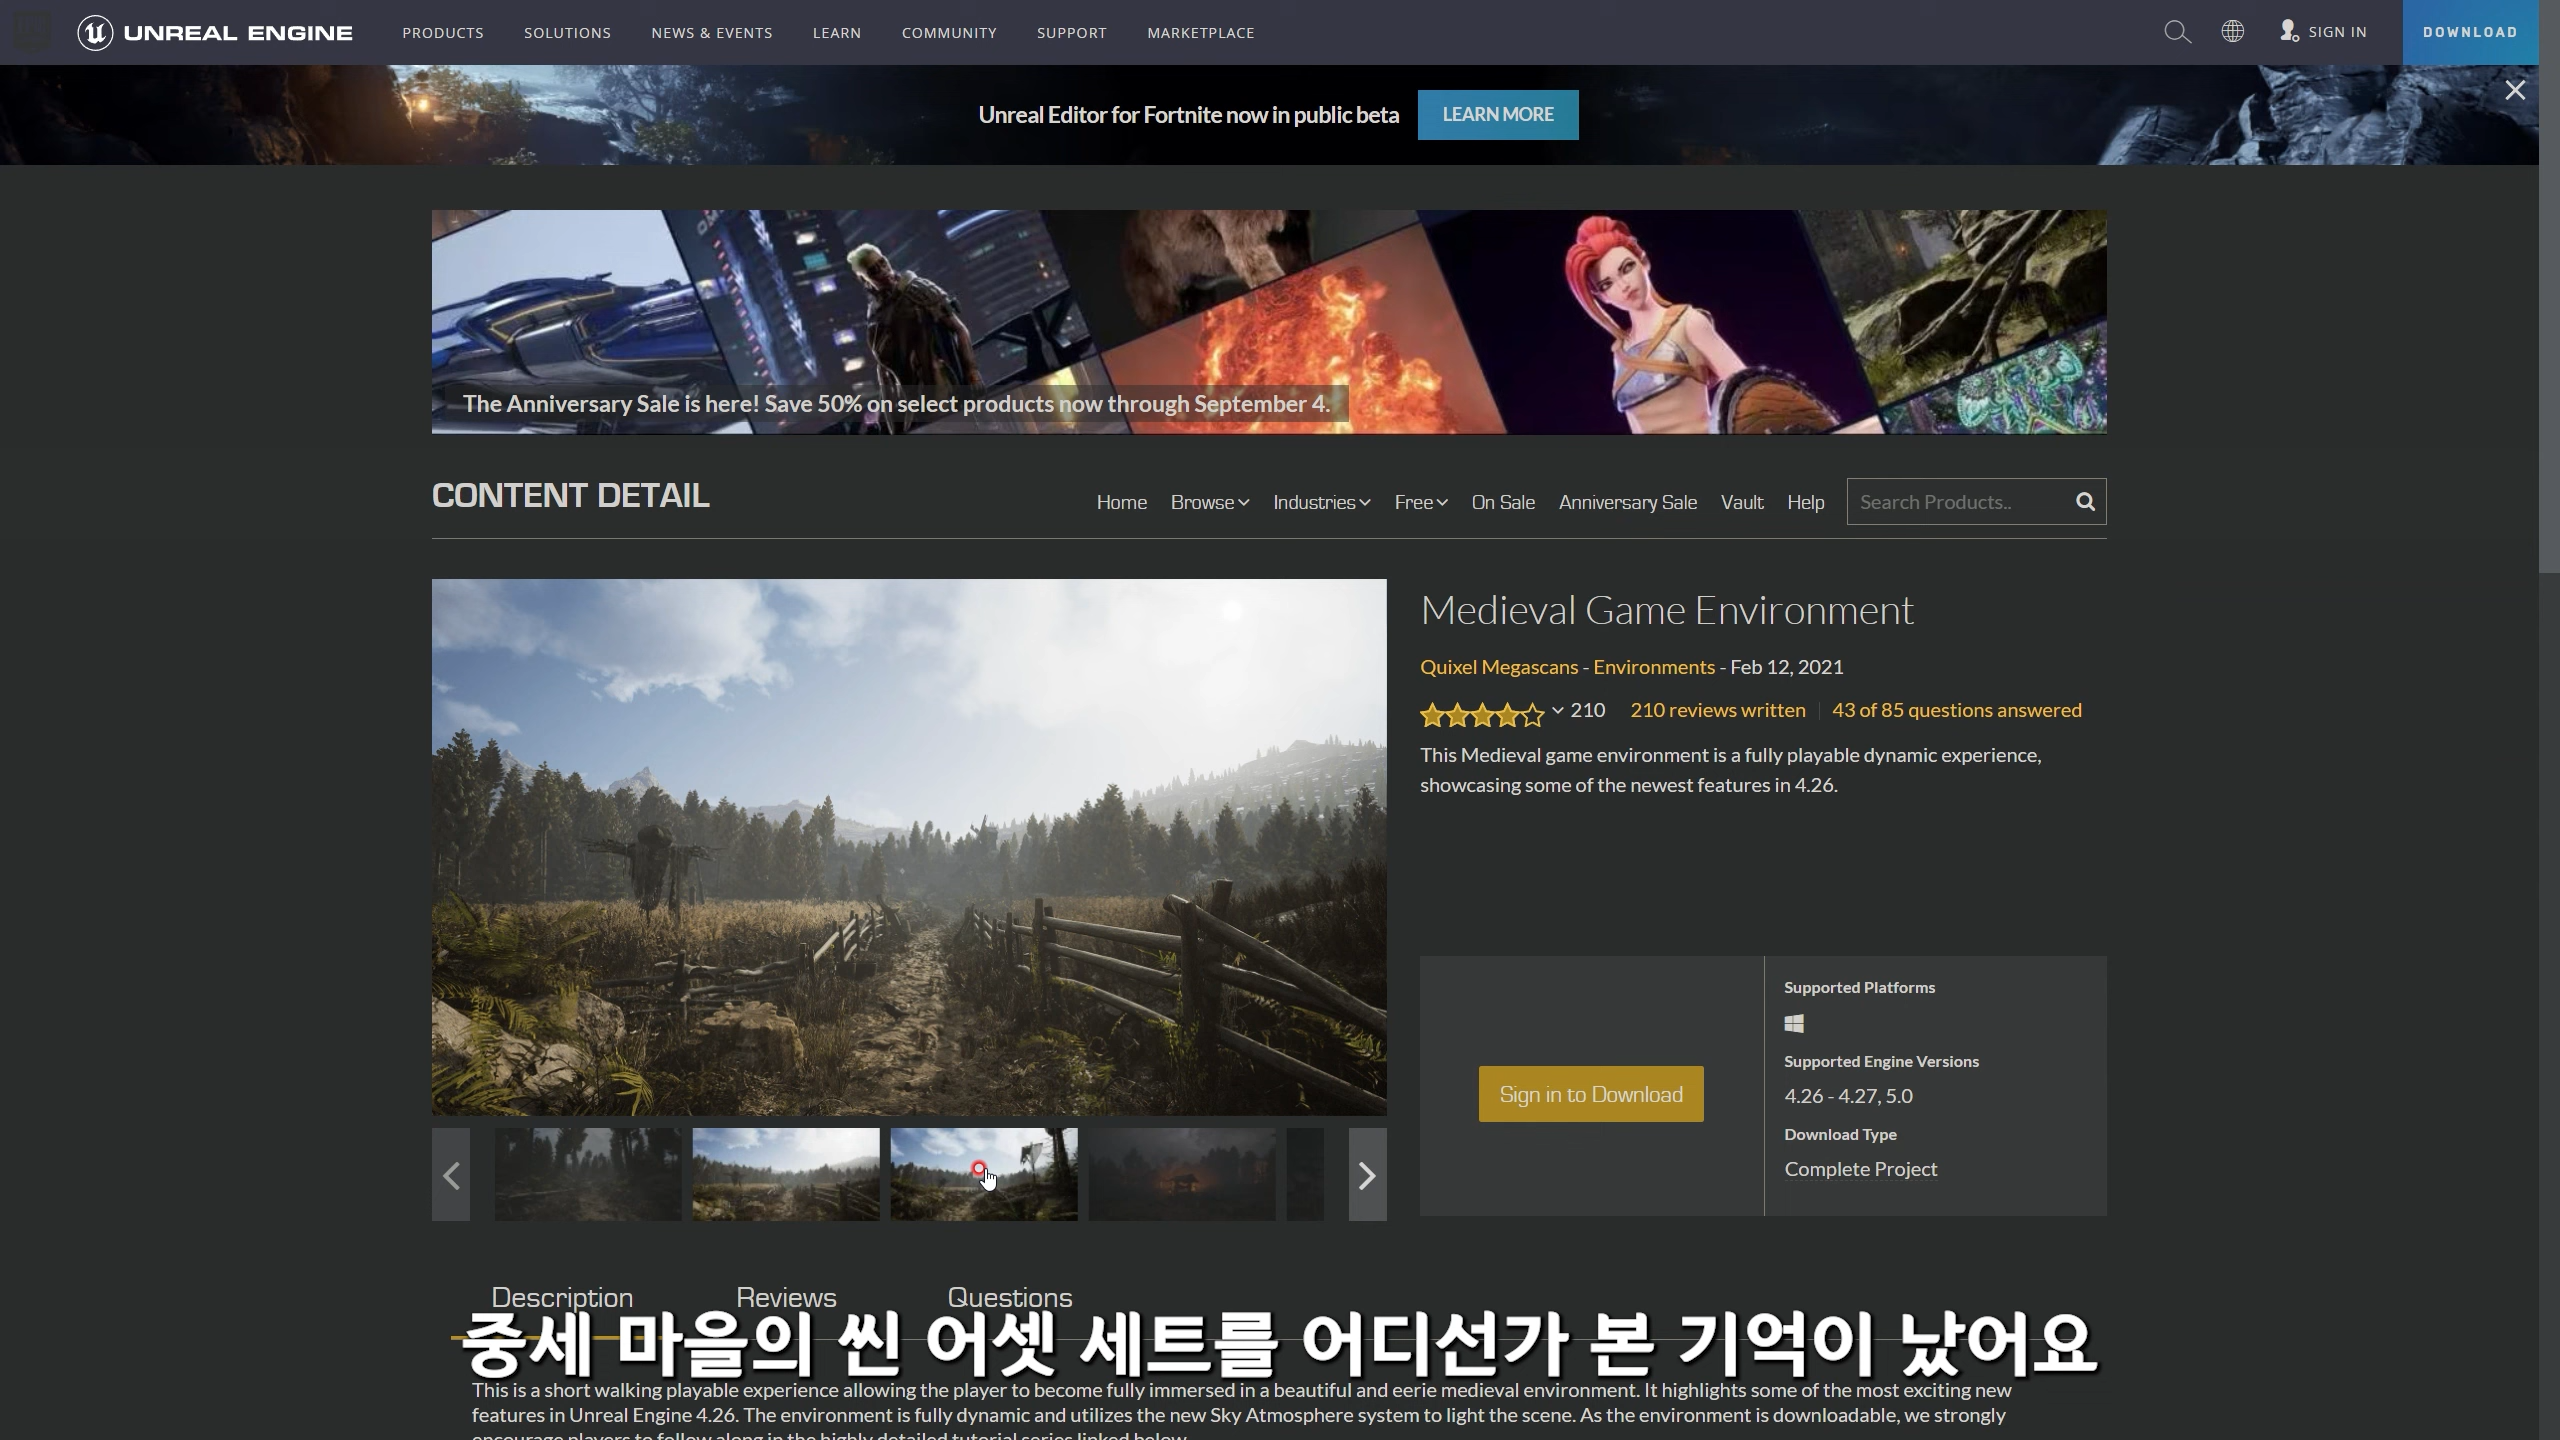 UNREAL ENGINE
PRODUCTS SOLUTIONS NEWS & EVENTS LEARN COMMUNITY SUPPORT MARKETPLACE
SIGN IN
DOWNLOAD
Unreal Editor for Fortnite now in public beta
LEARN MORE
The Anniversary Sale is here! Save 50% on select products now through September 4.
CONTENT DETAIL
Home Browse Industries Free On Sale Anniversary Sale Vault Help
Search Products..
Medieval Game Environment
Quixel Megascans - Environments - Feb 12, 2021
210 210 reviews written 43 of 85 questions answered
This Medieval game environment is a fully playable dynamic experience,
showcasing some of the newest features in 4.26.
Sign in to Download
Supported Platforms
Supported Engine Versions
4.26 - 4.27, 5.0
Download Type
Complete Project
Description Reviews Questions
중세 마을의 씬 어셋 세트를 어디선가 본 기억이 났어요
This is a short walking playable experience allowing the player to become fully immersed in a beautiful and eerie medieval environment. It highlights some of the most exciting new
features in Unreal Engine 4.26. The environment is fully dynamic and utilizes the new Sky Atmosphere system to light the scene. As the environment is downloadable, we strongly
encourage players to follow along in the highly detailed tutorial series linked below.